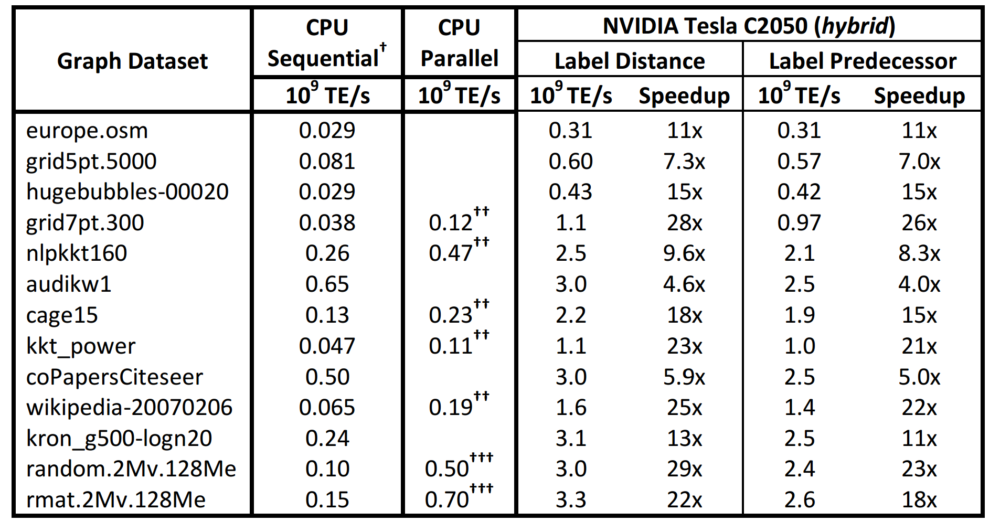 Graph Dataset CPU Sequential† CPU Parallel NVIDIA Tesla C2050 (hybrid)
Label Distance Label Predecessor
10⁹ TE/s 10⁹ TE/s 10⁹ TE/s Speedup 10⁹ TE/s Speedup
europe.osm 0.029 0.31 11x 0.31 11x
grid5pt.5000 0.081 0.60 7.3x 0.57 7.0x
hugebubbles-00020 0.029 0.43 15x 0.42 15x
grid7pt.300 0.038 0.12†† 1.1 28x 0.97 26x
nlpkkt160 0.26 0.47†† 2.5 9.6x 2.1 8.3x
audikw1 0.65 3.0 4.6x 2.5 4.0x
cage15 0.13 0.23†† 2.2 18x 1.9 15x
kkt_power 0.047 0.11†† 1.1 23x 1.0 21x
coPapersCiteseer 0.50 3.0 5.9x 2.5 5.0x
wikipedia-20070206 0.065 0.19†† 1.6 25x 1.4 22x
kron_g500-logn20 0.24 3.1 13x 2.5 11x
random.2Mv.128Me 0.10 0.50††† 3.0 29x 2.4 23x
rmat.2Mv.128Me 0.15 0.70††† 3.3 22x 2.6 18x